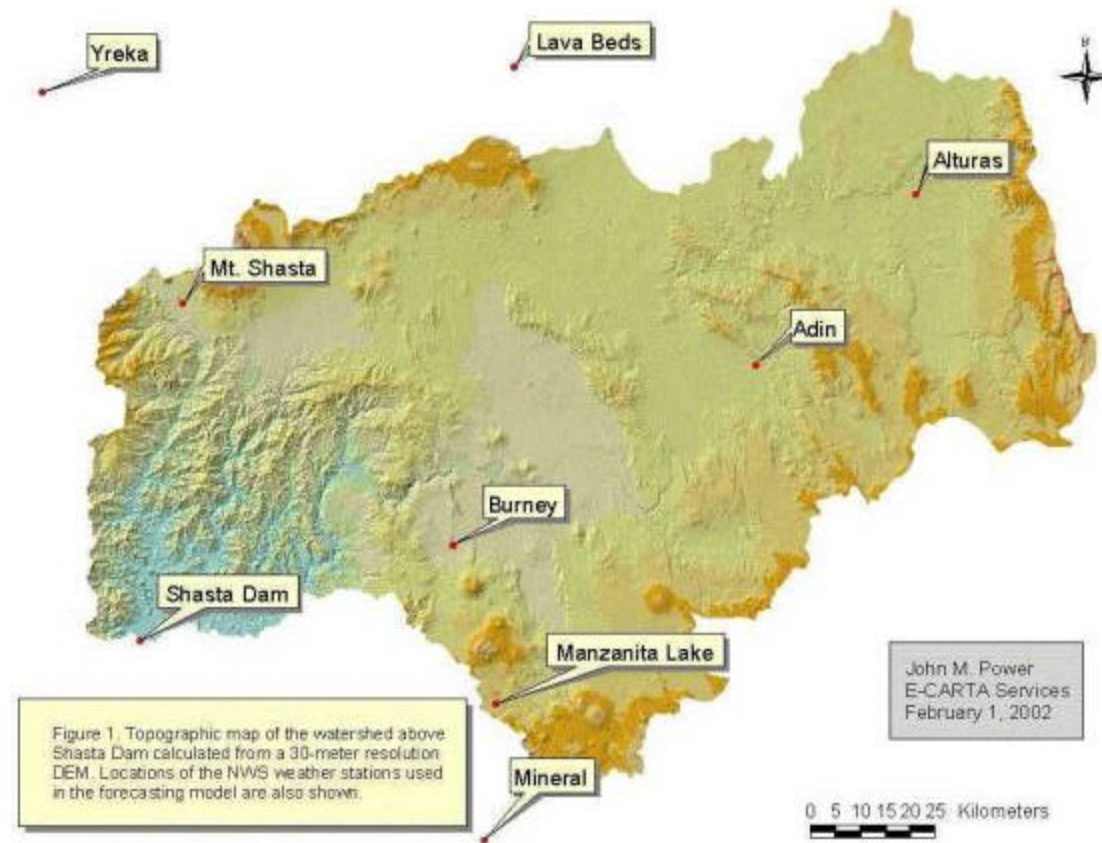 Yreka
Lava Beds
N
Alturas
Mt. Shasta
Adin
Burney
Shasta Dam
Manzanita Lake
John M. Power
E-CARTA Services
February 1, 2002
Figure 1. Topographic map of the watershed above
Shasta Dam calculated from a 30-meter resolution
DEM. Locations of the NWS weather stations used
in the forecasting model are also shown.
Mineral
0 5 10 15 20 25 Kilometers